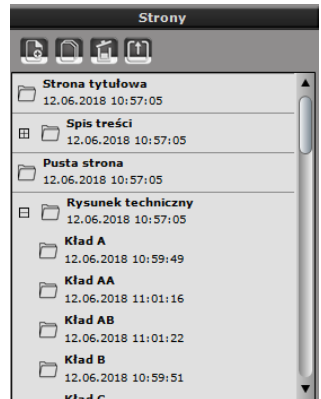 Strony
Strona tytułowa
12.06.2018 10:57:05
Spis treści
12.06.2018 10:57:05
Pusta strona
12.06.2018 10:57:05
Rysunek techniczny
12.06.2018 10:57:05
Kład A
12.06.2018 10:59:49
Kład AA
12.06.2018 11:01:16
Kład AB
12.06.2018 11:01:22
Kład B
12.06.2018 10:59:51
Kład C